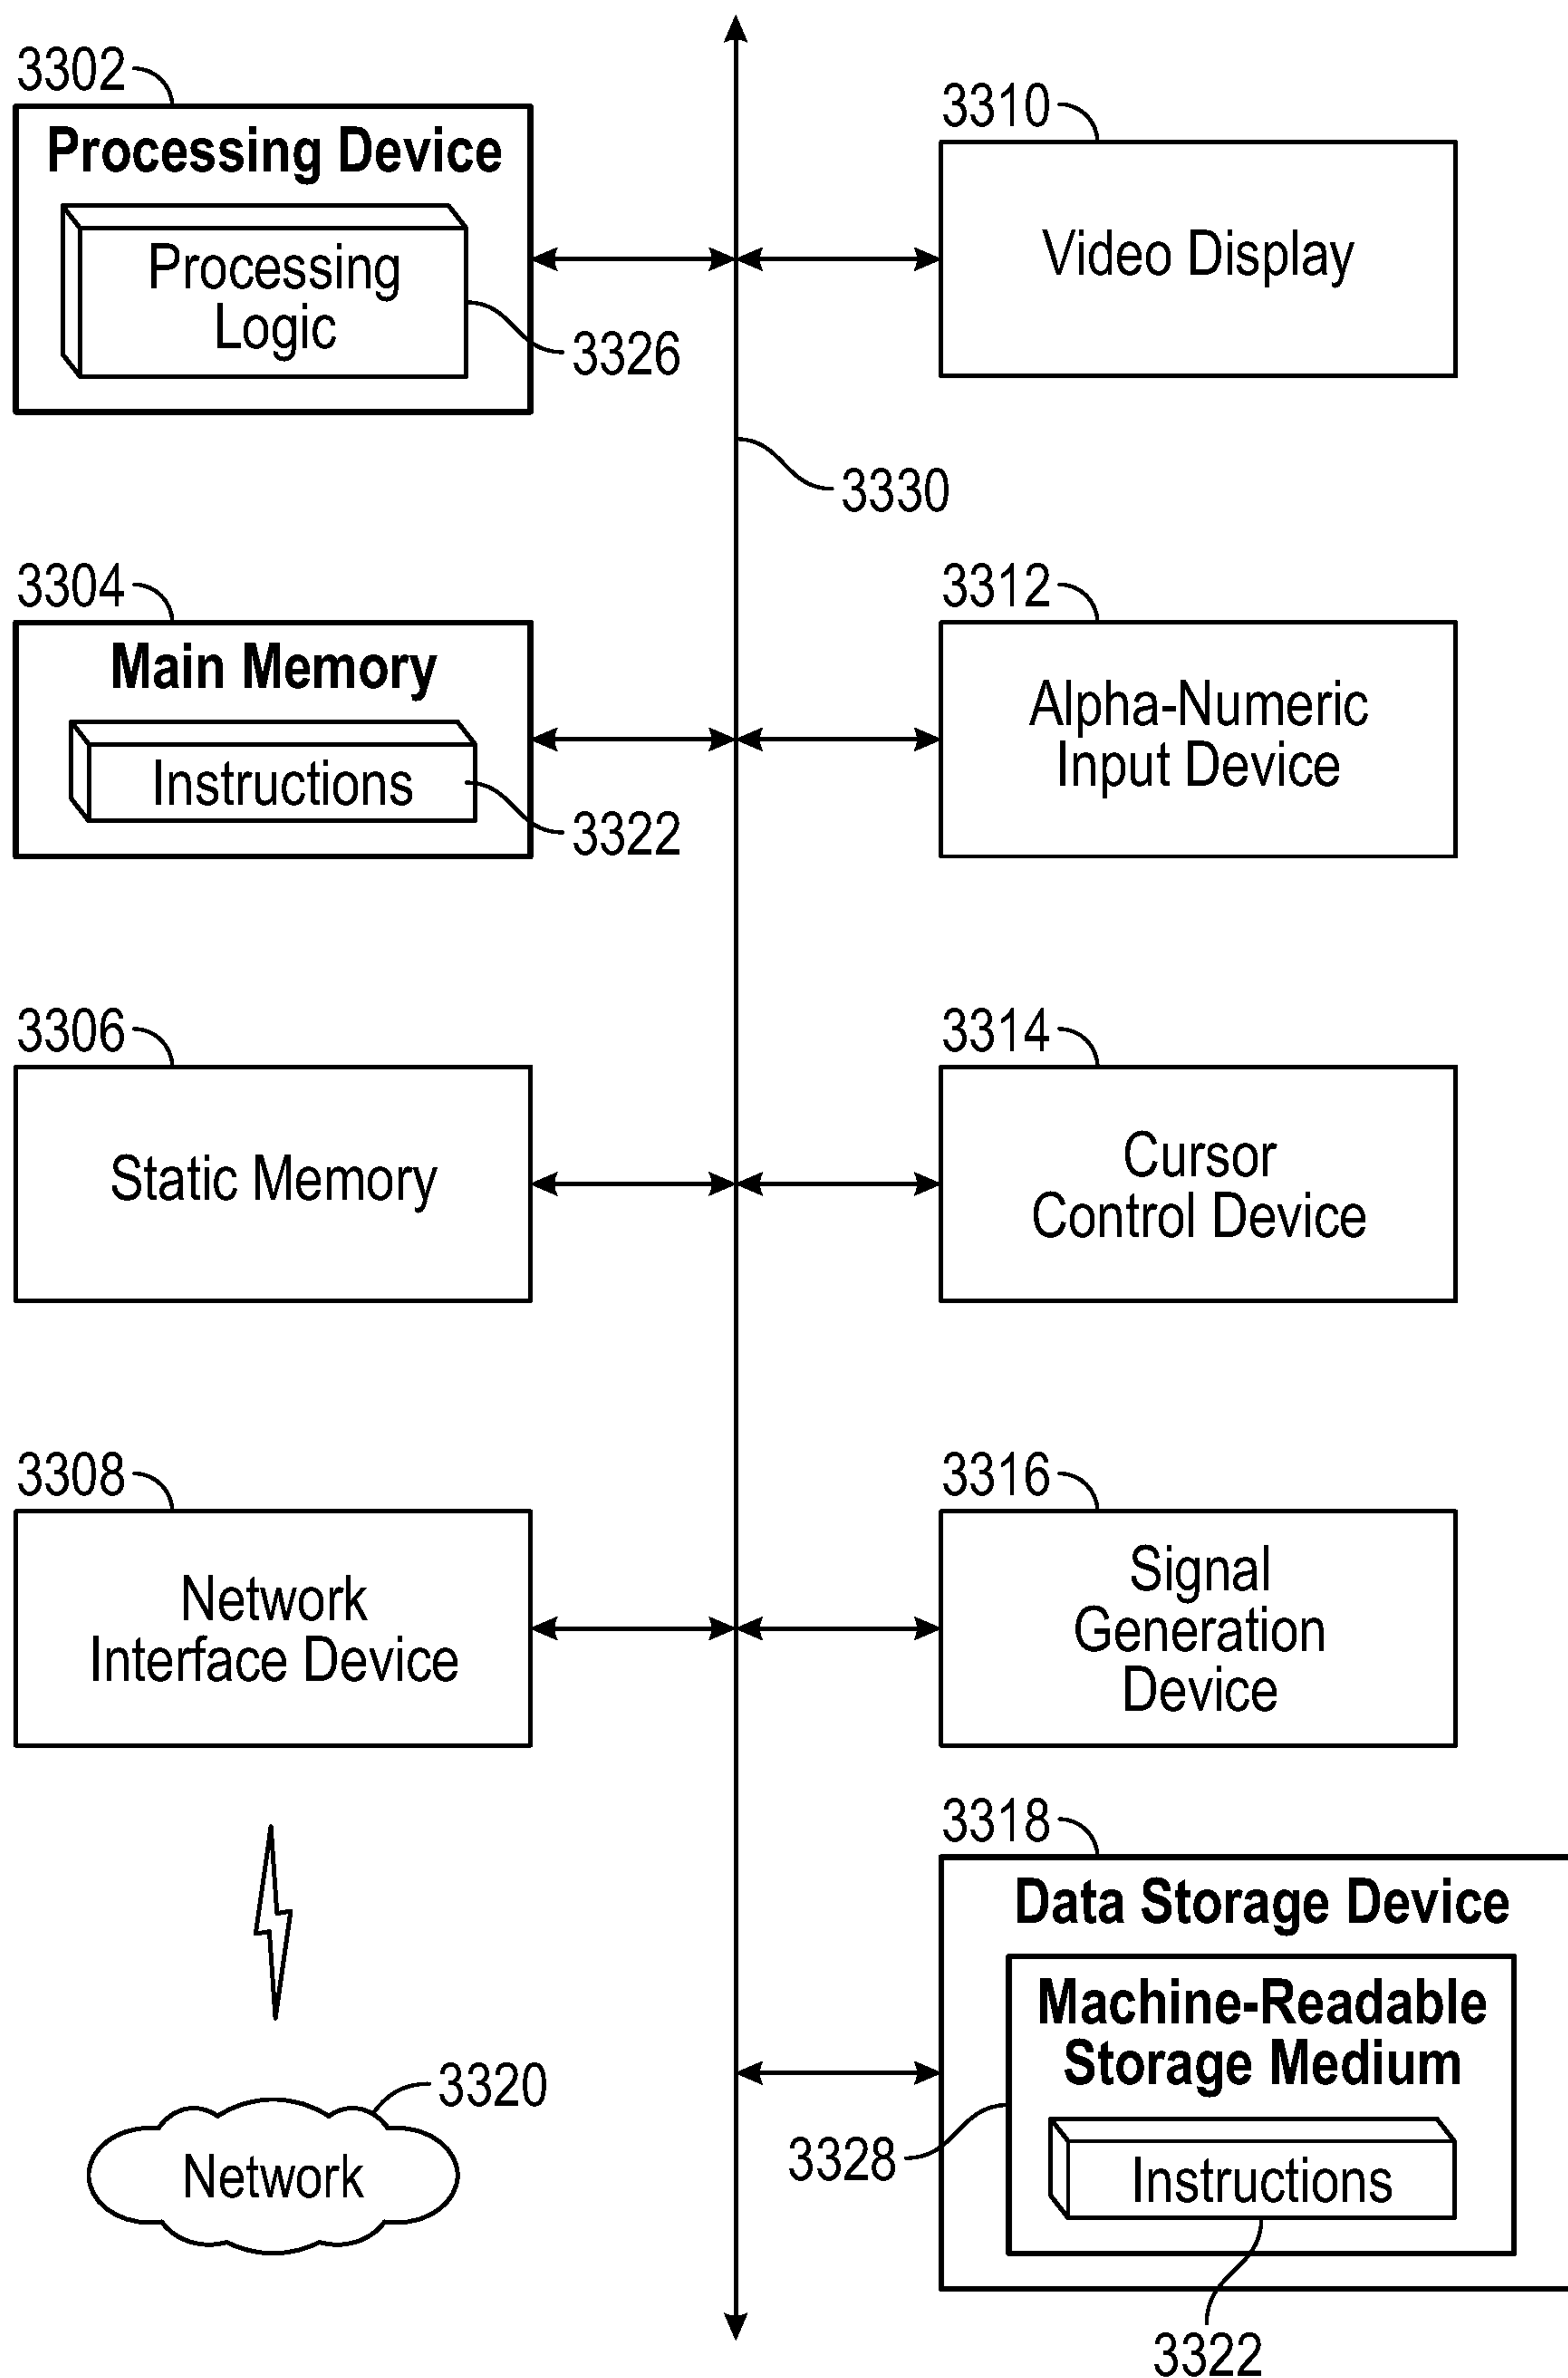 3302
Processing Device
Processing
Logic
3326
3310
Video Display
3330
3304
Main Memory
Instructions
3322
3312
Alpha-Numeric
Input Device
3306
Static Memory
3314
Cursor
Control Device
3308
Network
Interface Device
3316
Signal
Generation
Device
3320
Network
3318
Data Storage Device
Machine-Readable
Storage Medium
3328
Instructions
3322